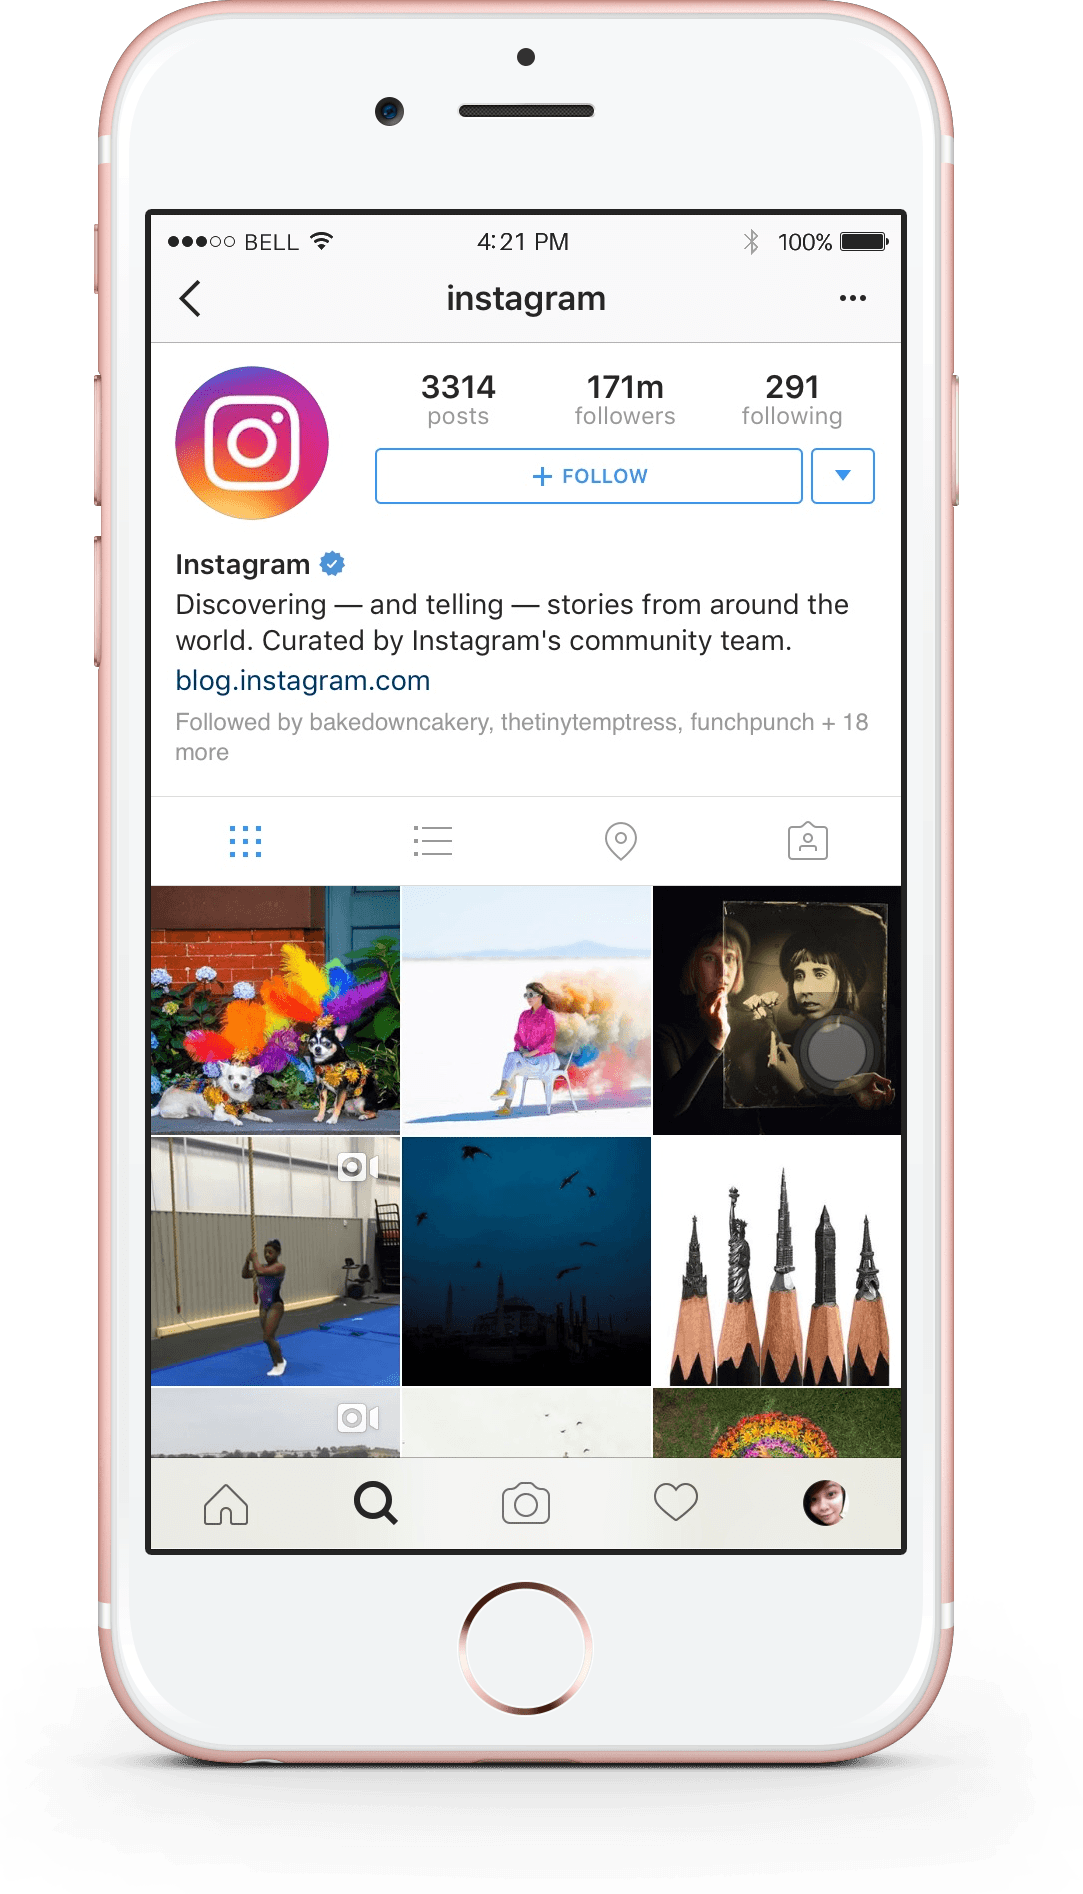 BELL
4:21 PM
100%
instagram
3314
posts
171m
followers
291
following
+ FOLLOW
Instagram
Discovering — and telling — stories from around the
world. Curated by Instagram's community team.
blog.instagram.com
Followed by bakedowncakery, thetinytemptress, funchpunch + 18
more